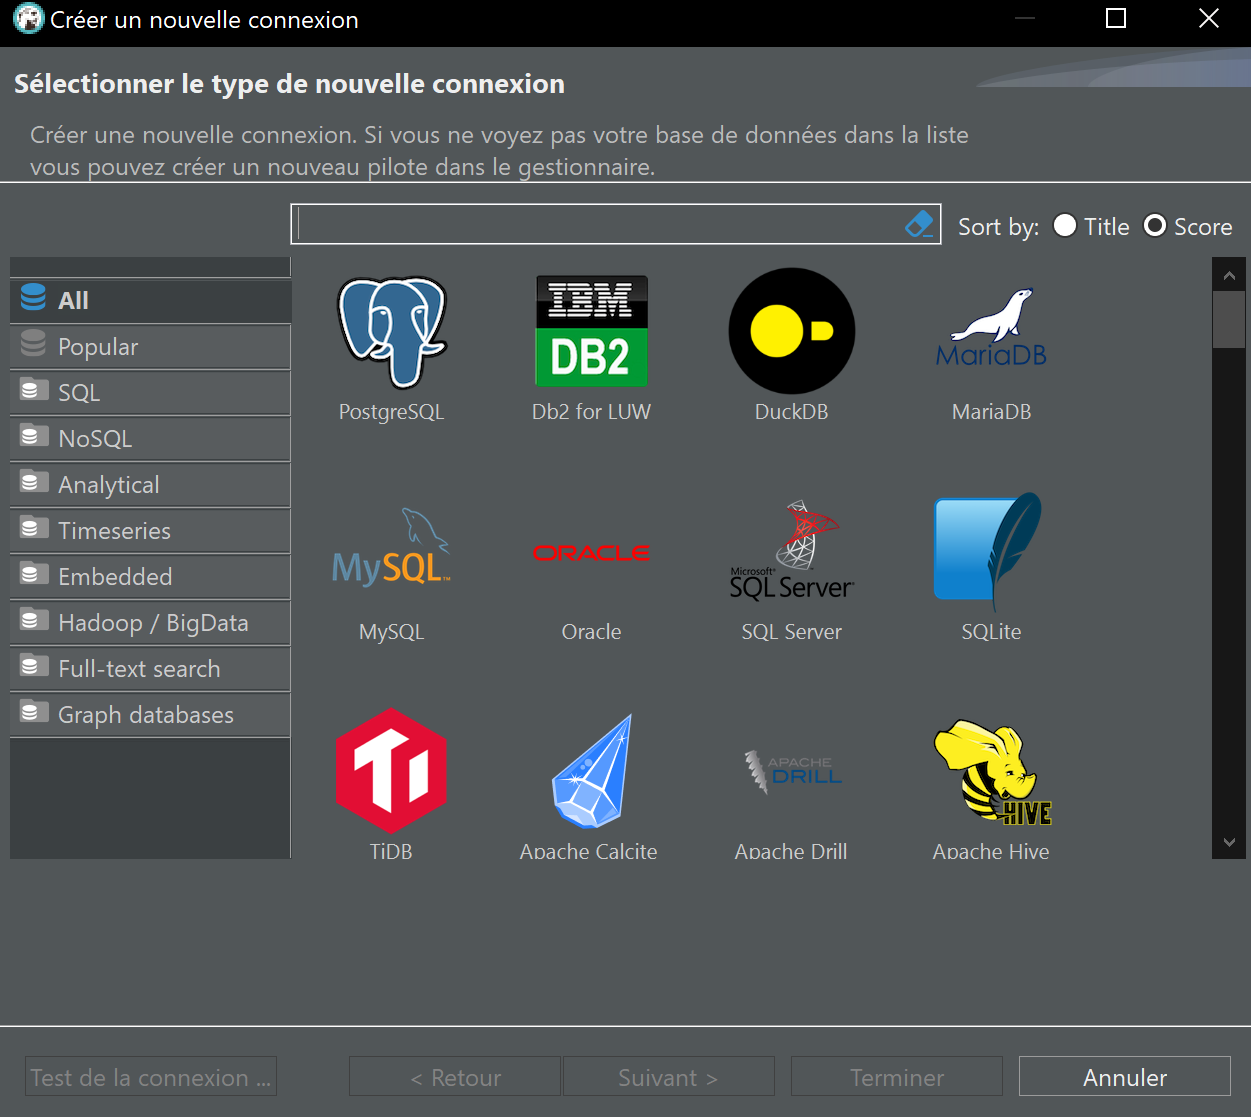 Créer un nouvelle connexion
Sélectionner le type de nouvelle connexion
Créer une nouvelle connexion. Si vous ne voyez pas votre base de données dans la liste
vous pouvez créer un nouveau pilote dans le gestionnaire.
Sort by: Title Score
All
Popular
SQL
NoSQL
Analytical
Timeseries
Embedded
Hadoop / BigData
Full-text search
Graph databases
IBM
DB2
MariaDB
PostgreSQL
Db2 for LUW
DuckDB
MariaDB
MySQL™
ORACLE
Microsoft®
SQL Server®
MySQL
Oracle
SQL Server
SQLite
Ti
APACHE
DRILL
HIVE
TiDB
Apache Calcite
Apache Drill
Apache Hive
Test de la connexion ...
< Retour
Suivant >
Terminer
Annuler